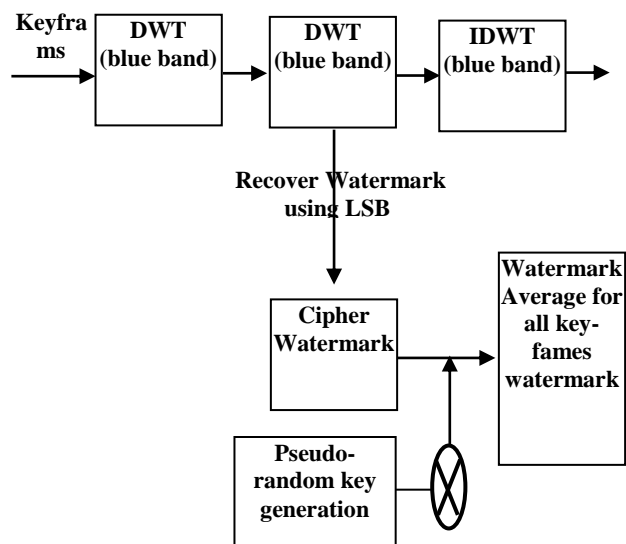 Keyfra
ms
DWT
(blue band)
DWT
(blue band)
IDWT
(blue band)
Recover Watermark
using LSB
Cipher
Watermark
Watermark
Average for
all key-
fames
watermark
Pseudo-
random key
generation